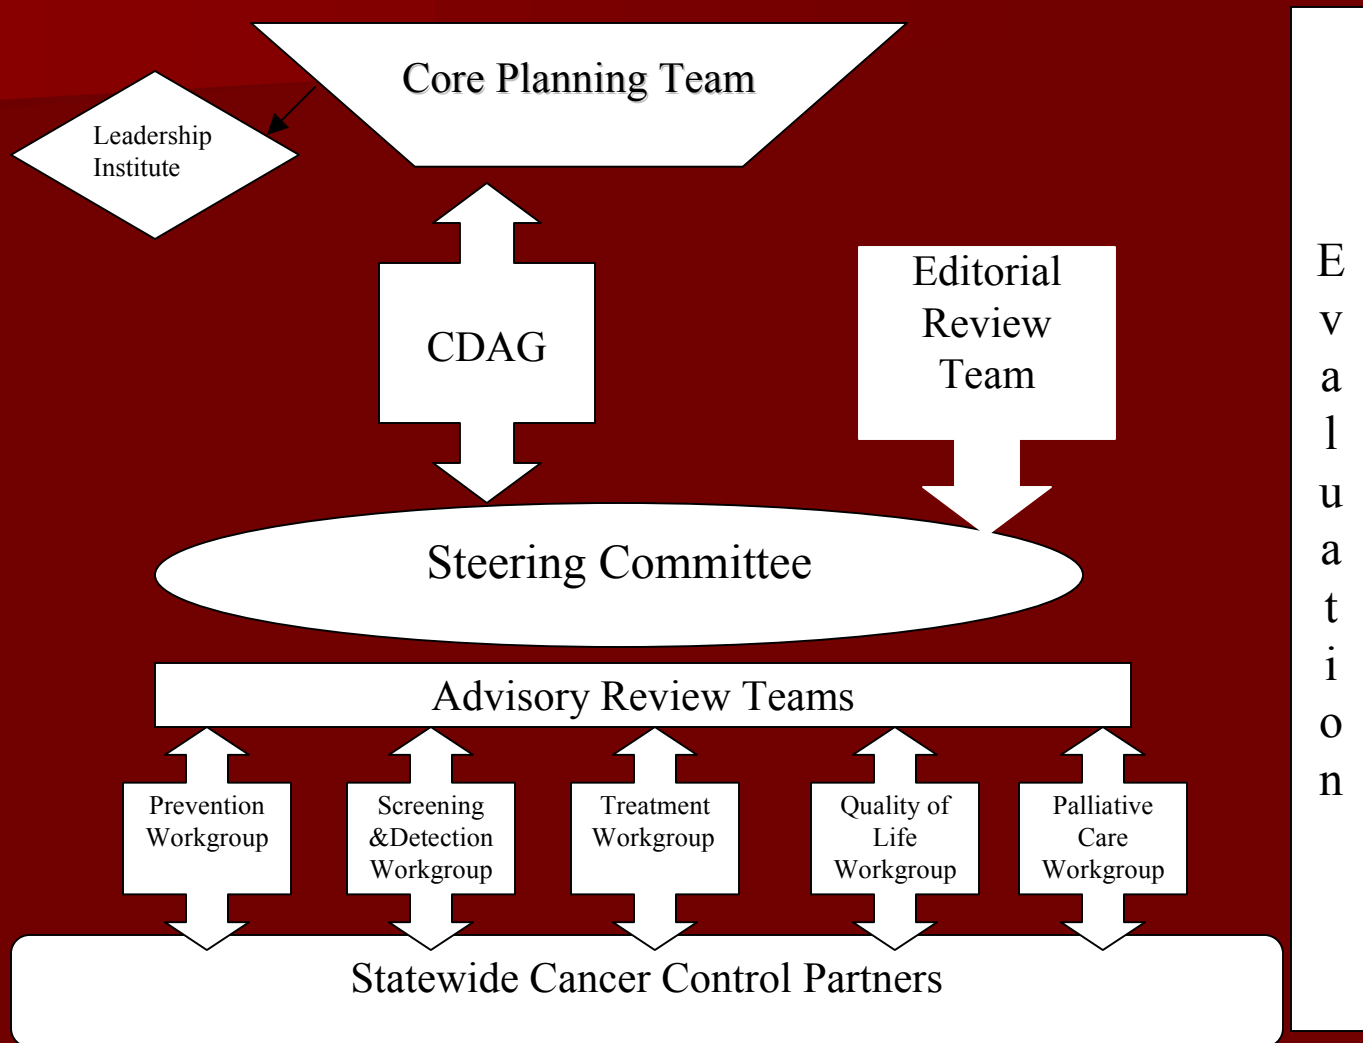 Core Planning Team
Leadership
Institute
CDAG
Editorial
Review
Team
Steering Committee
Advisory Review Teams
Prevention
Workgroup
Screening
&Detection
Workgroup
Treatment
Workgroup
Quality of
Life
Workgroup
Palliative
Care
Workgroup
Statewide Cancer Control Partners
E
v
a
l
u
a
t
i
o
n